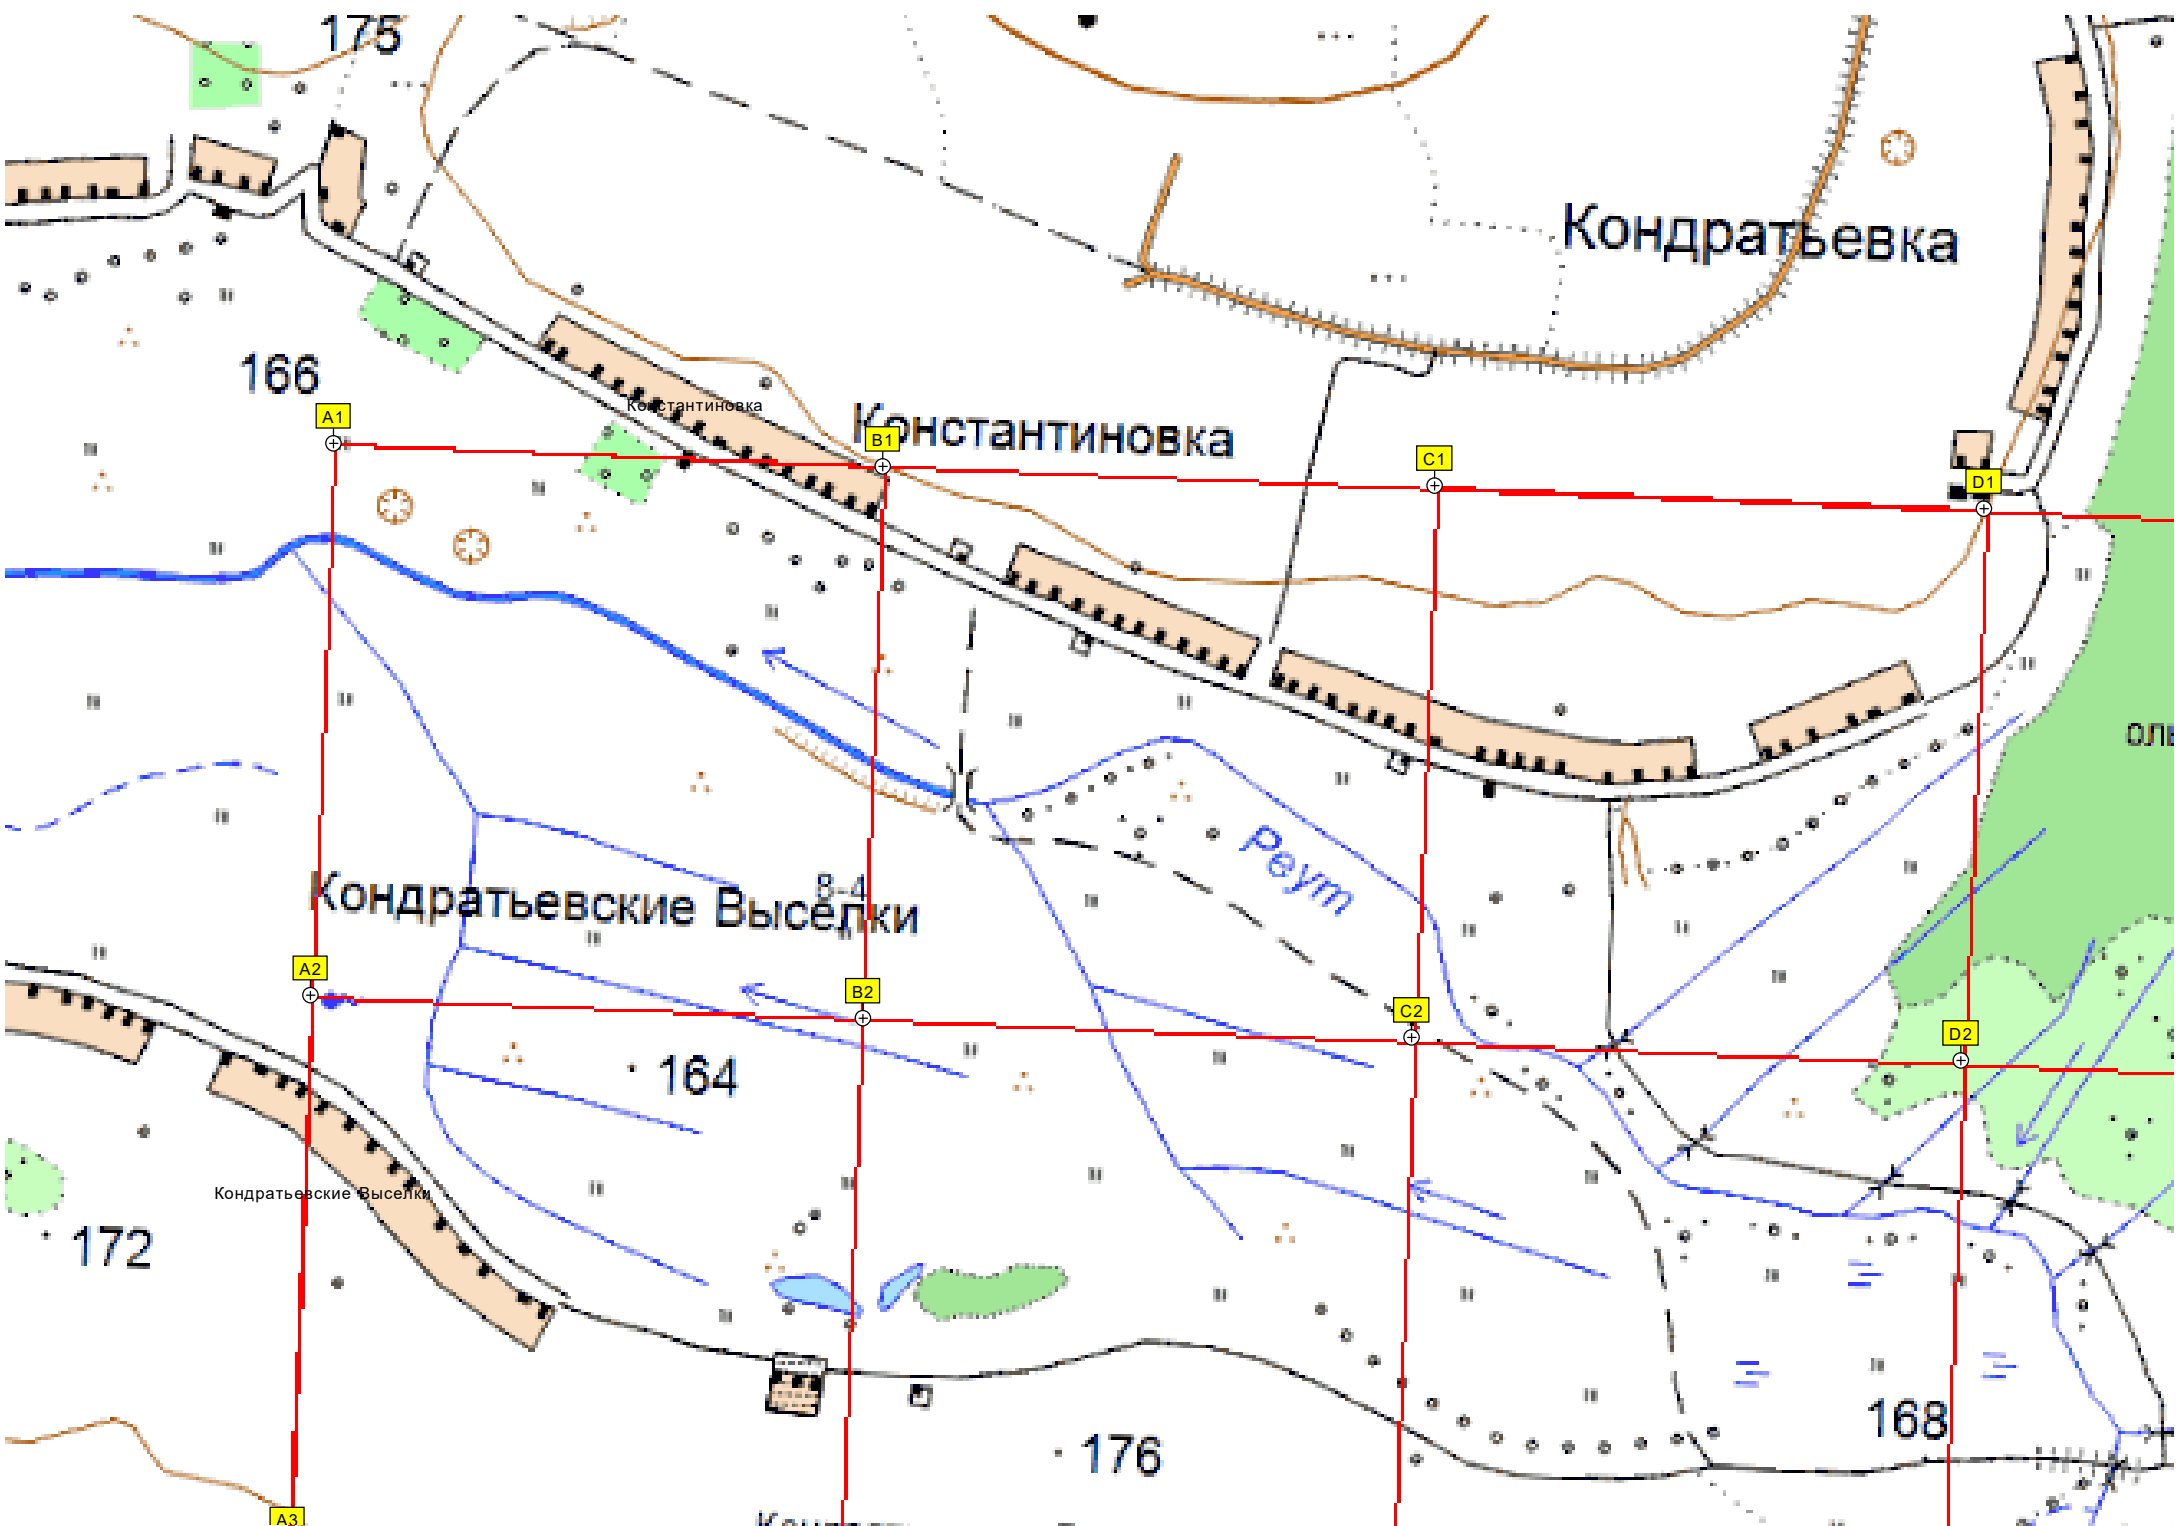 175
Кондратьевка
166
Константиновка
A1
Константиновка
B1
C1
D1
Реут
8-4
Кондратьевские Выселки
A2
B2
C2
D2
164
Кондратьевские Выселки
172
168
176
A3